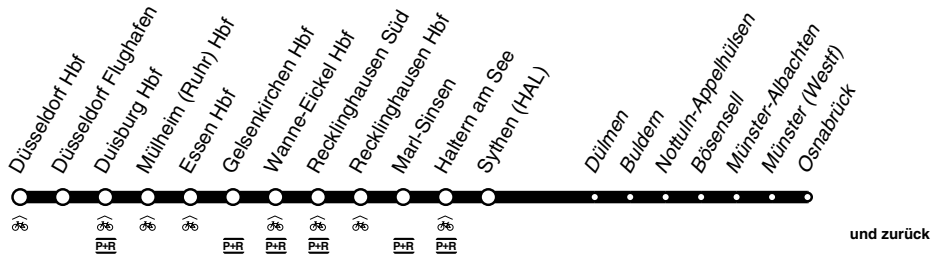 Düsseldorf Hbf
Düsseldorf Flughafen
Duisburg Hbf
Mülheim (Ruhr) Hbf
Essen Hbf
Gelsenkirchen Hbf
Wanne-Eickel Hbf
Recklinghausen Süd
Recklinghausen Hbf
Marl-Sinsen
Haltern am See
Sythen (HAL)
Dülmen
Buldern
Nottuln-Appelhülsen
Bösensell
Münster-Albachten
Münster (Westf)
Osnabrück
P+R P+R P+R P+R P+R P+R
und zurück